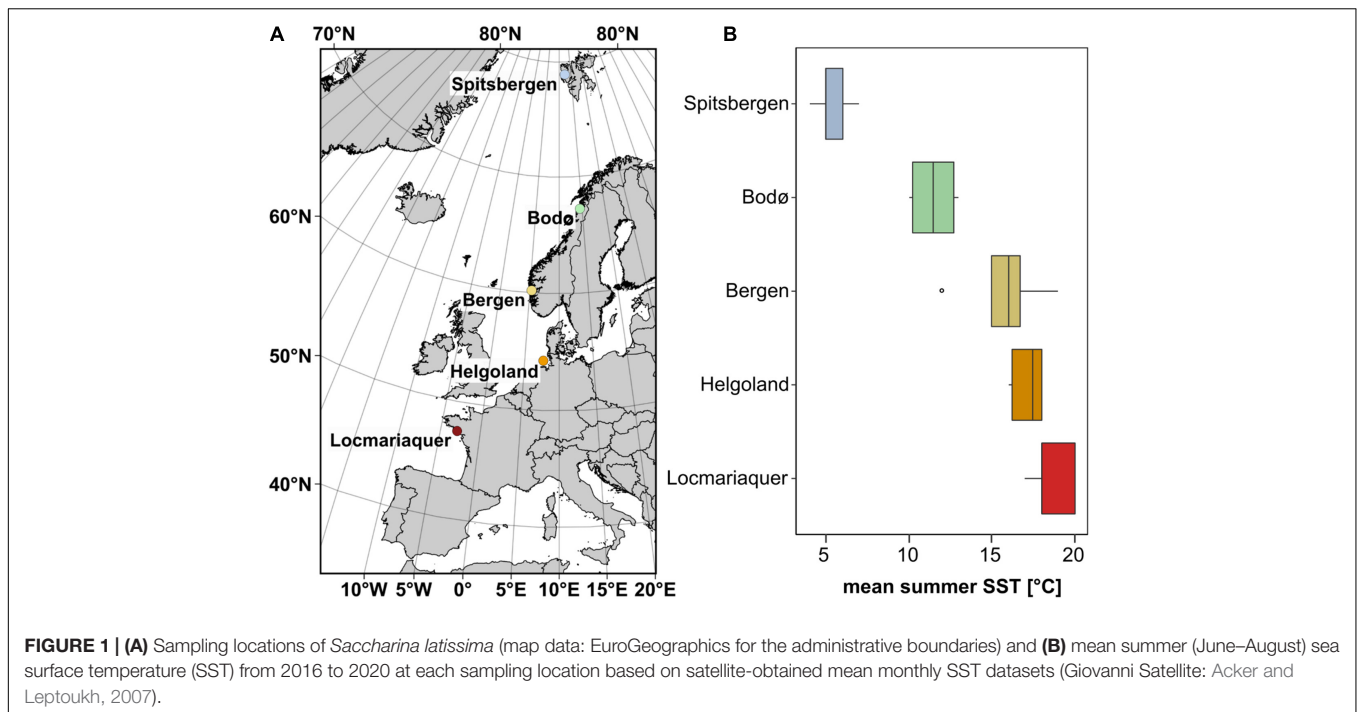 A
70°N 80°N 80°N
Spitsbergen
60°N
Bodø
Bergen
50°N
Helgoland
Locmariaquer
40°N
10°W 5°W 0° 5°E 10°E 15°E 20°E
B
Spitsbergen
Bodø
Bergen
Helgoland
Locmariaquer
5 10 15 20
mean summer SST [°C]
FIGURE 1 | (A) Sampling locations of Saccharina latissima (map data: EuroGeographics for the administrative boundaries) and (B) mean summer (June–August) sea
surface temperature (SST) from 2016 to 2020 at each sampling location based on satellite-obtained mean monthly SST datasets (Giovanni Satellite: Acker and
Leptoukh, 2007).